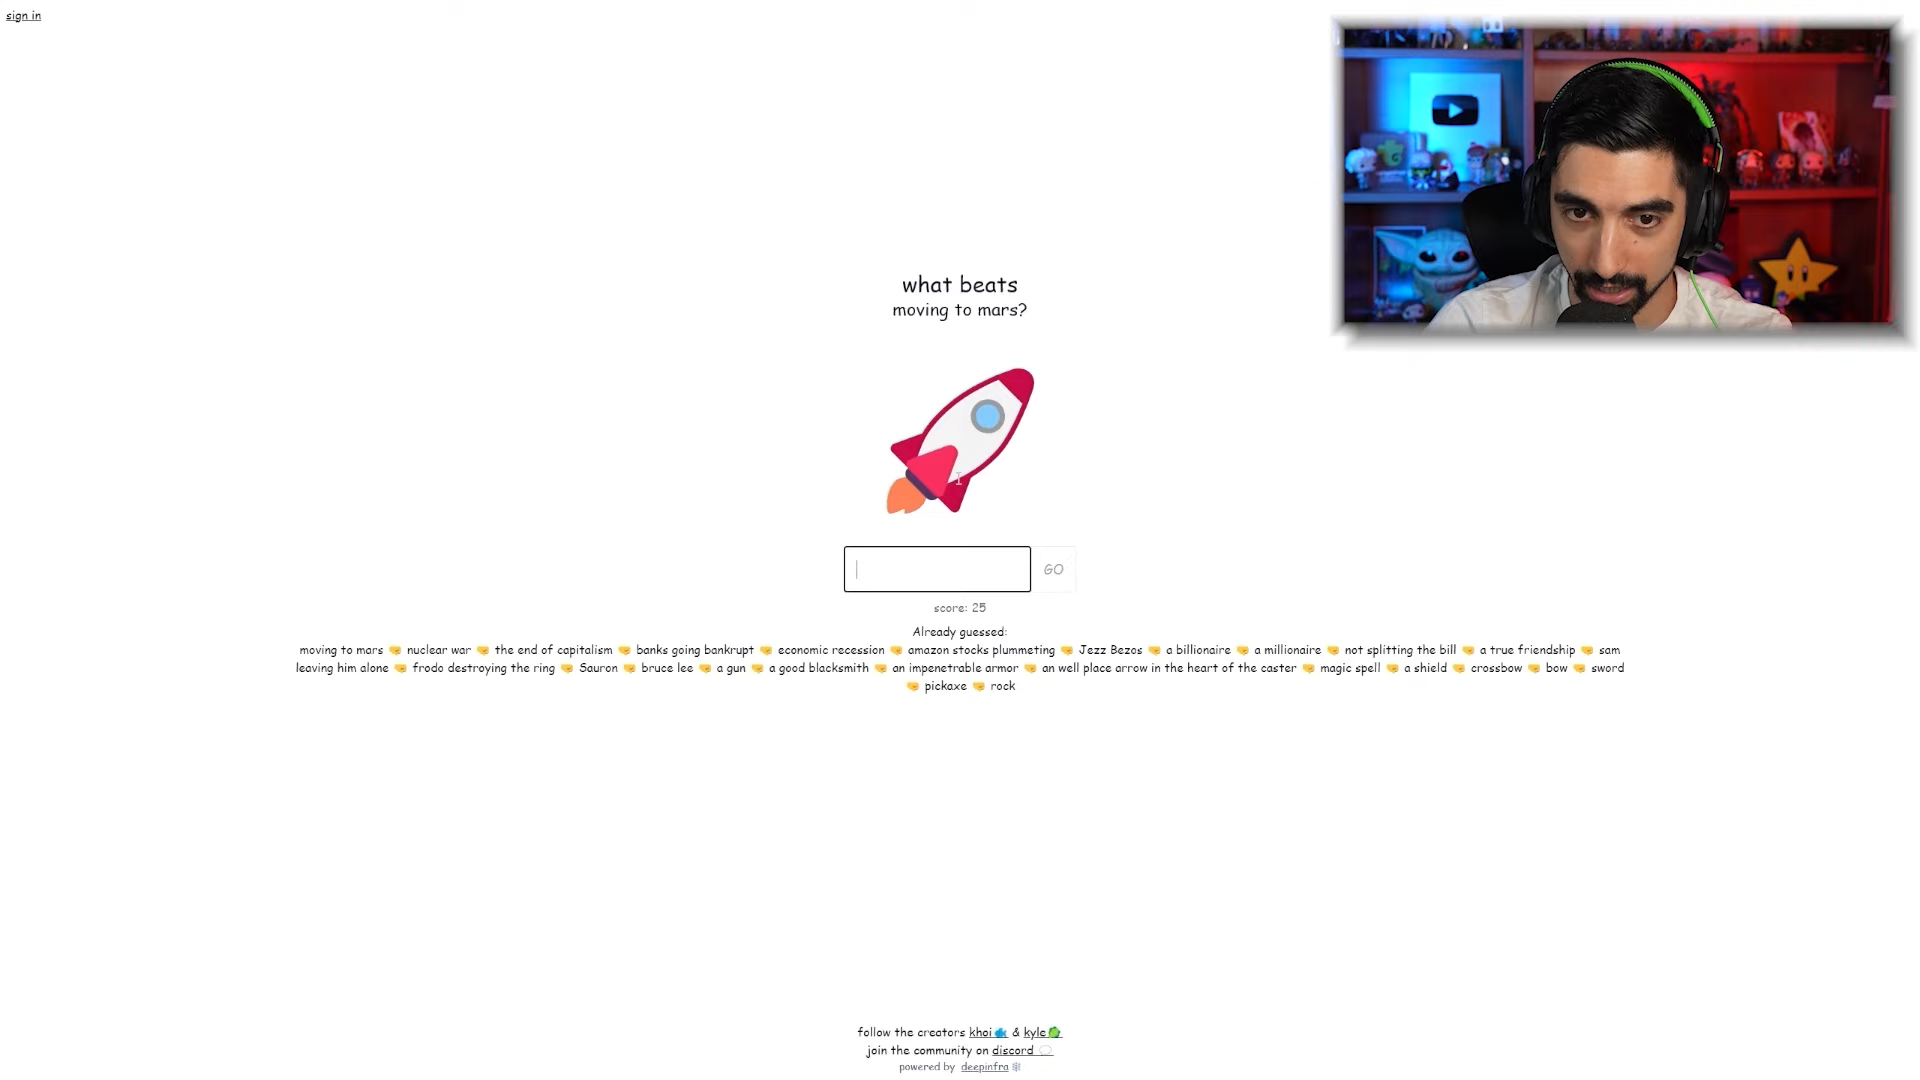 sign in
what beats
moving to mars?
GO
score: 25
Already guessed:
moving to mars 🤜 nuclear war 🤜 the end of capitalism 🤜 banks going bankrupt 🤜 economic recession 🤜 amazon stocks plummeting 🤜 Jezz Bezos 🤜 a billionaire 🤜 a millionaire 🤜 not splitting the bill 🤜 a true friendship 🤜 sam
leaving him alone 🤜 frodo destroying the ring 🤜 Sauron 🤜 bruce lee 🤜 a gun 🤜 a good blacksmith 🤜 an impenetrable armor 🤜 an well place arrow in the heart of the caster 🤜 magic spell 🤜 a shield 🤜 crossbow 🤜 bow 🤜 sword
🤜 pickaxe 🤜 rock
follow the creators khoi & kyle
join the community on discord
powered by deepinfra